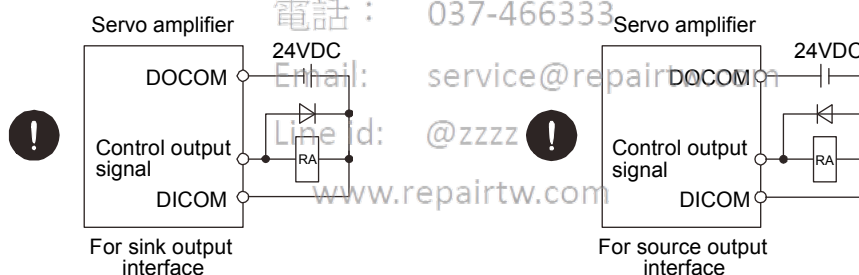 電話： 037-466333
Servo amplifier
24VDC
DOCOM
Control output
signal
RA
DICOM
For sink output
interface
Servo amplifier
24VDC
DOCOM
Control output
signal
RA
DICOM
For source output
interface
Email: service@repairtw.com
Line id: @zzzz
www.repairtw.com